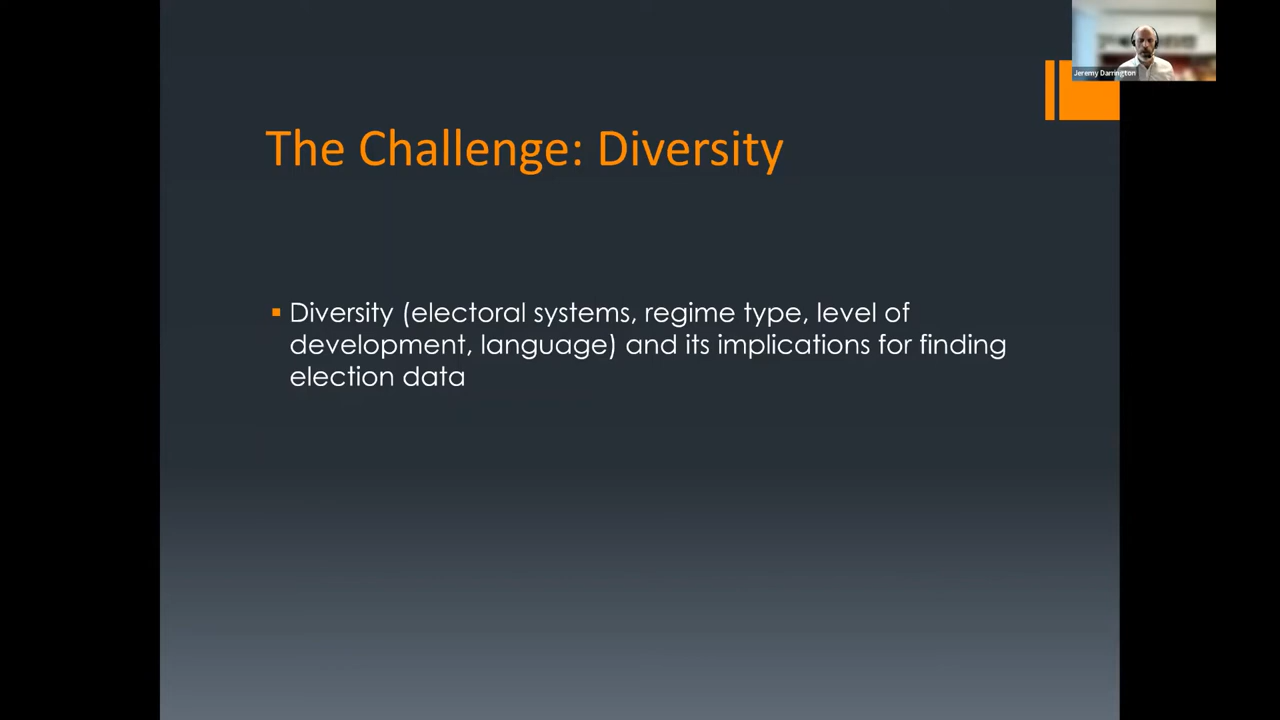 Jeremy Darrington
The Challenge: Diversity
Diversity (electoral systems, regime type, level of
development, language) and its implications for finding
election data